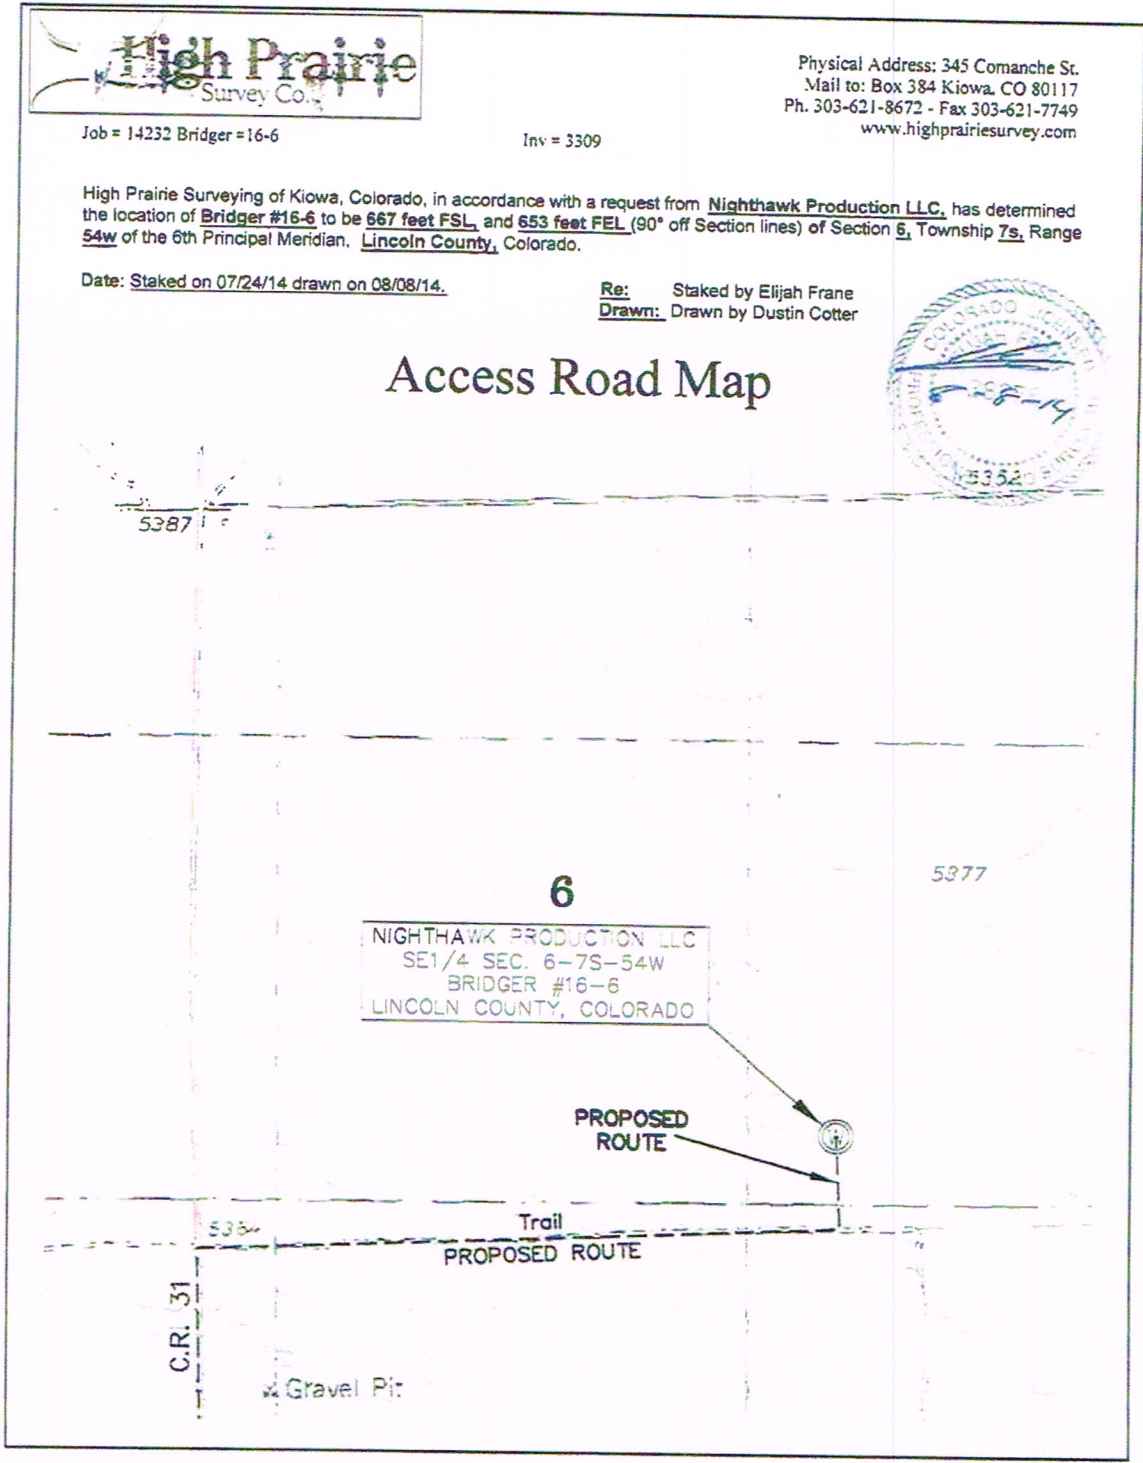 High Prairie
Survey Co.
Physical Address: 345 Comanche St.
Mail to: Box 384 Kiowa, CO 80117
Ph. 303-621-8672 - Fax 303-621-7749
www.highprairiesurvey.com
Job = 14232 Bridger =16-6
Inv = 3309
High Prairie Surveying of Kiowa, Colorado, in accordance with a request from Nighthawk Production LLC, has determined
the location of Bridger #16-6 to be 667 feet FSL, and 653 feet FEL (90° off Section lines) of Section 6, Township 7s, Range
54w of the 6th Principal Meridian, Lincoln County, Colorado.
Date: Staked on 07/24/14 drawn on 08/08/14.
Re: Staked by Elijah Frane
Drawn: Drawn by Dustin Cotter
COLORADO LICENSED
8-8-14
Access Road Map
5387
5352
5377
6
NIGHTHAWK PRODUCTION LLC
SE1/4 SEC. 6-7S-54W
BRIDGER #16-6
LINCOLN COUNTY, COLORADO
PROPOSED
ROUTE
Trail
PROPOSED ROUTE
C.R. 31
Gravel Pit